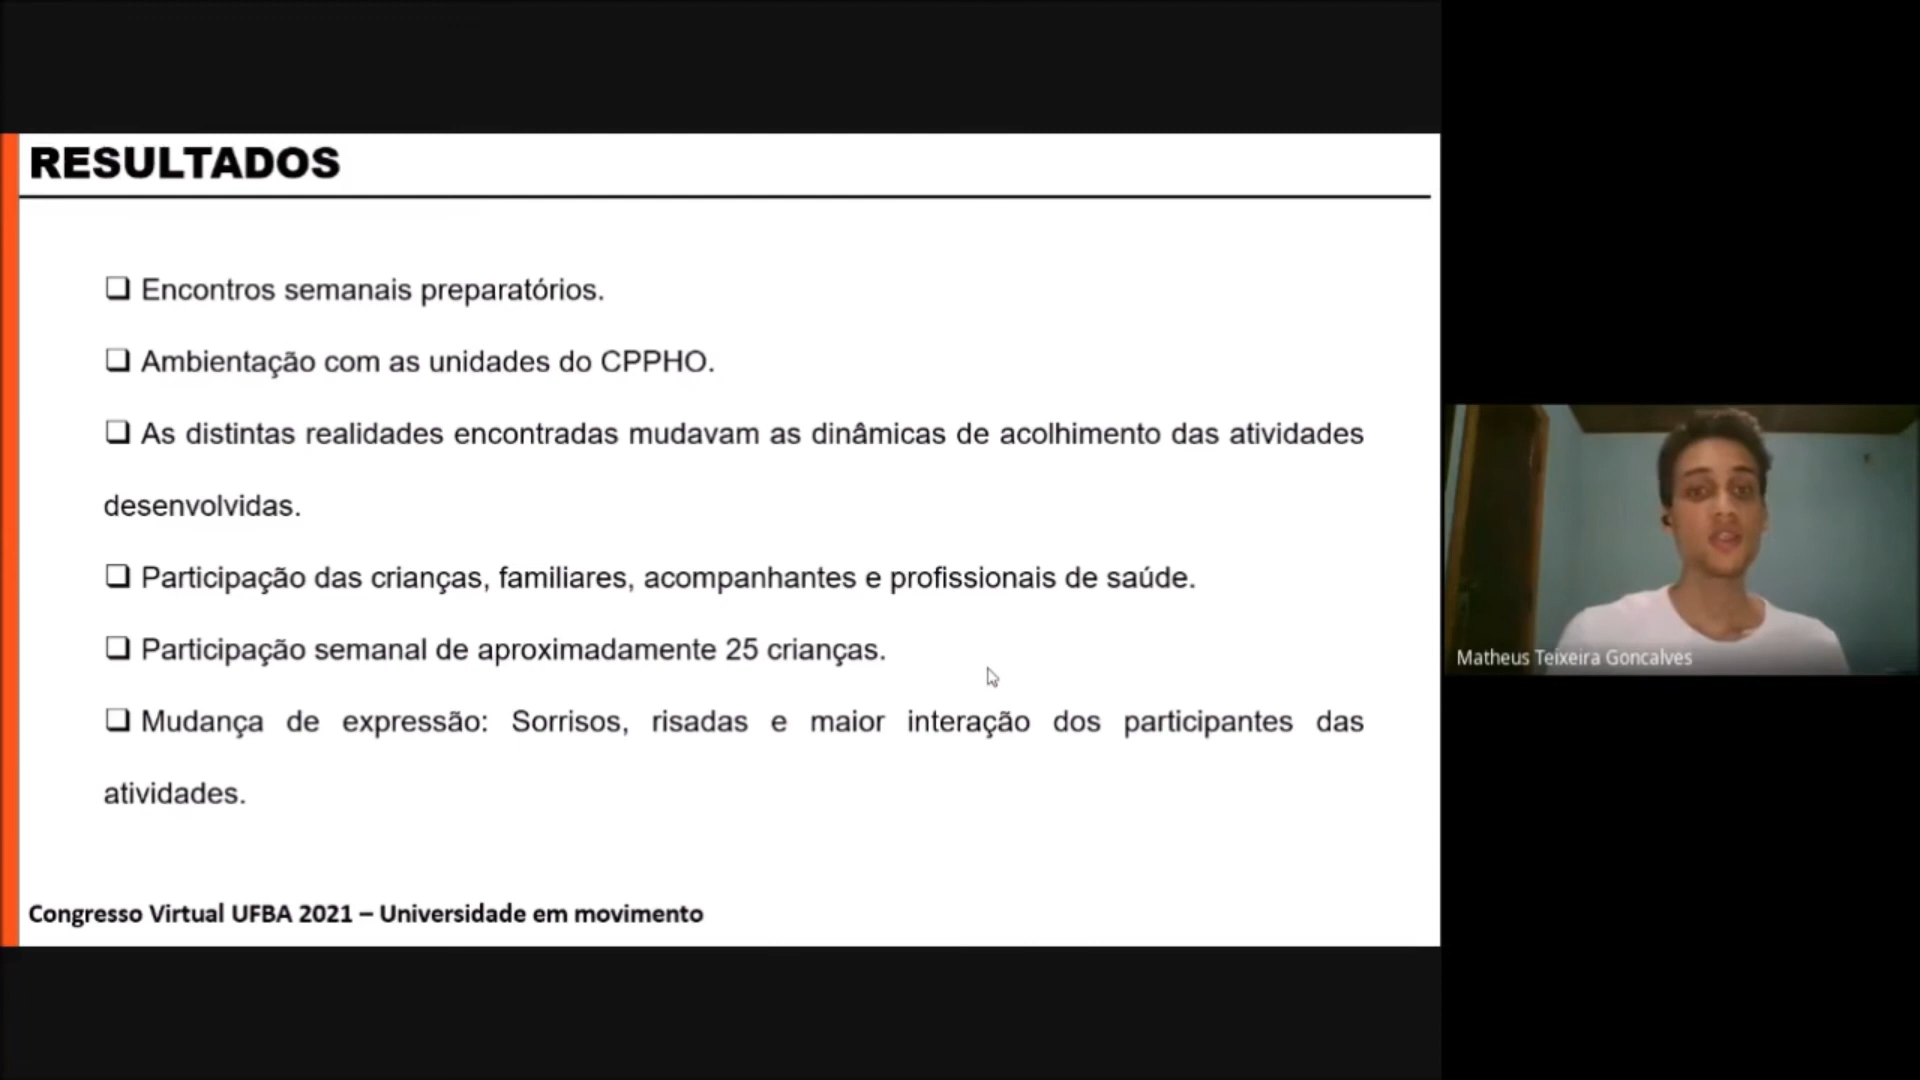 RESULTADOS
❑ Encontros semanais preparatórios.
❑ Ambientação com as unidades do CPPHO.
❑ As distintas realidades encontradas mudavam as dinâmicas de acolhimento das atividades
desenvolvidas.
❑ Participação das crianças, familiares, acompanhantes e profissionais de saúde.
❑ Participação semanal de aproximadamente 25 crianças.
❑ Mudança de expressão: Sorrisos, risadas e maior interação dos participantes das
atividades.
Congresso Virtual UFBA 2021 – Universidade em movimento
Matheus Teixeira Goncalves